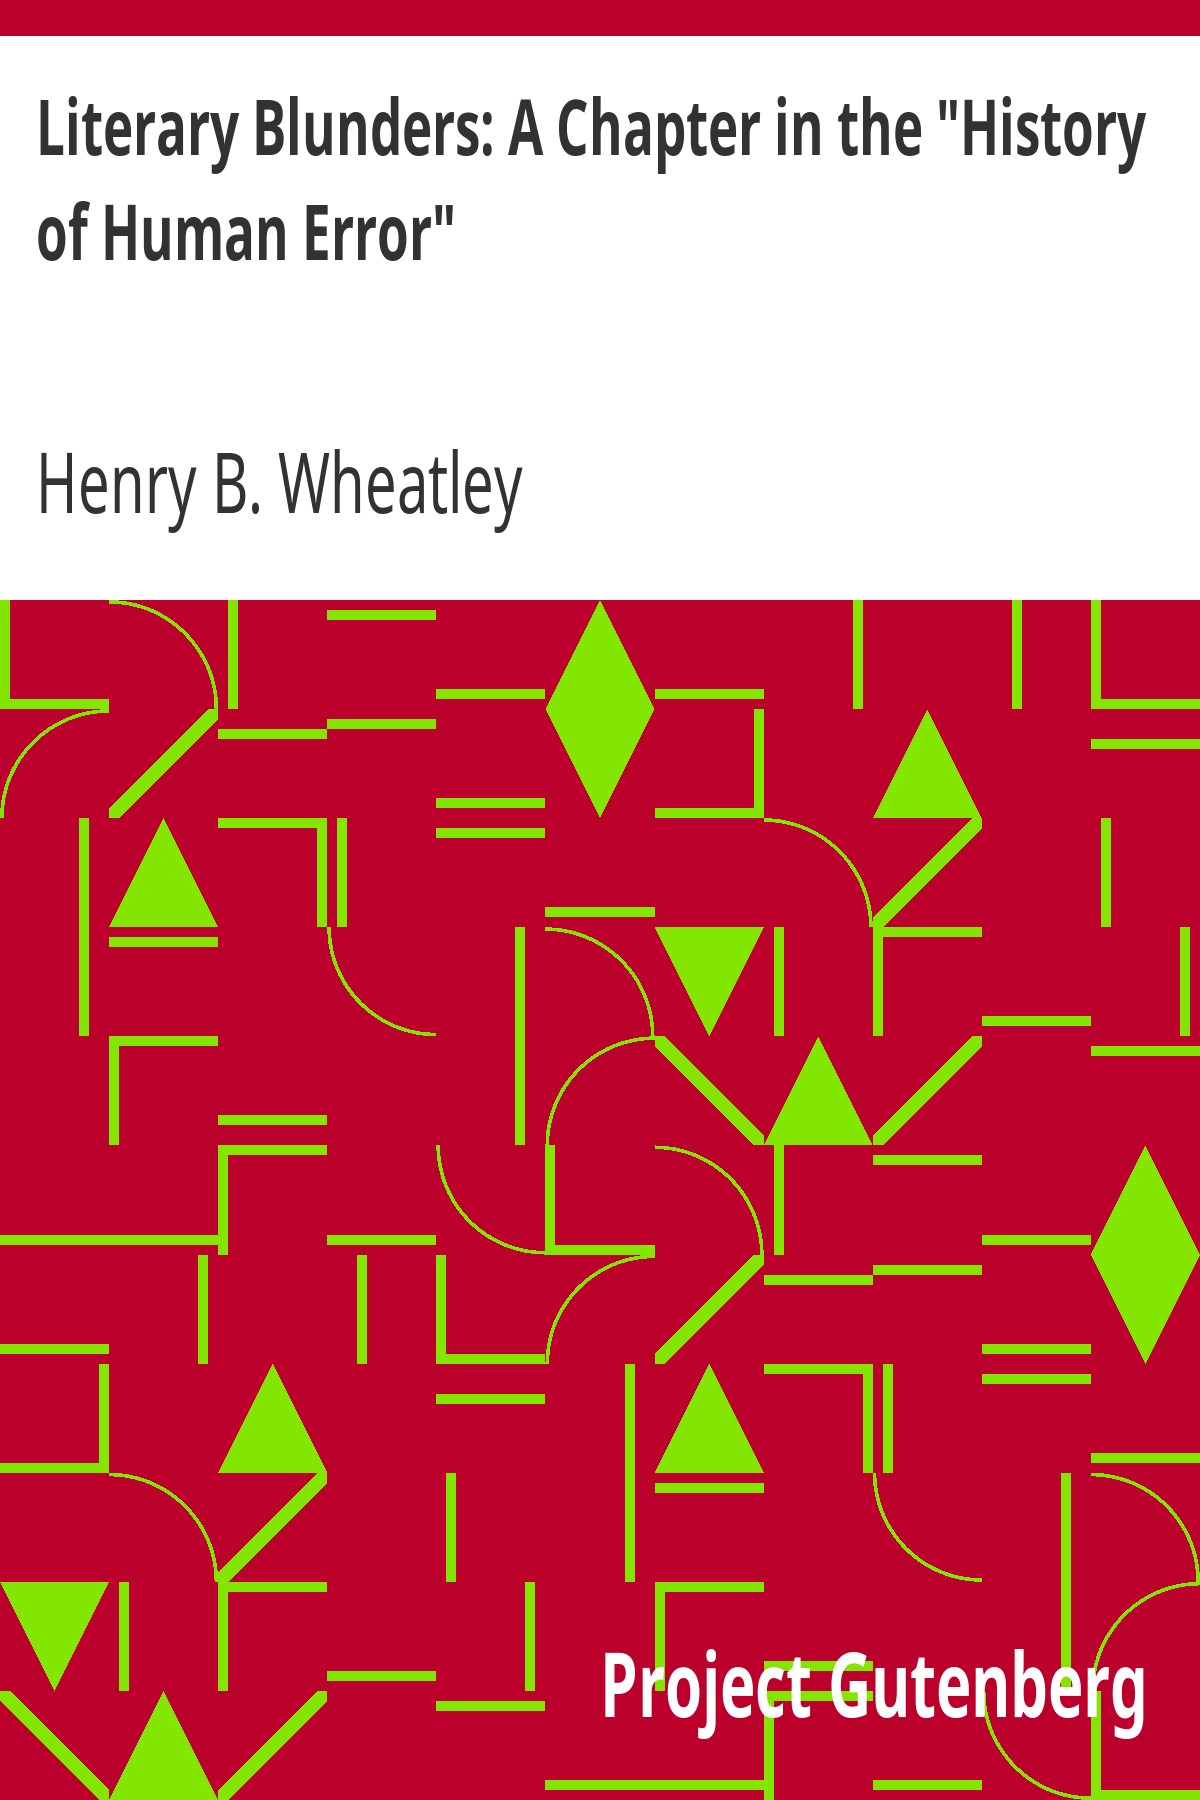 Literary Blunders: A Chapter in the "History
of Human Error"
Henry B. Wheatley
Project Gutenberg